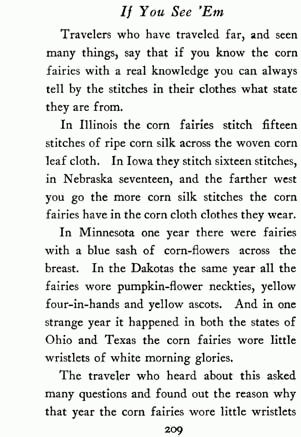 If You See 'Em
Travelers who have traveled far, and seen
many things, say that if you know the corn
fairies with a real knowledge you can always
tell by the stitches in their clothes what state
they are from.
In Illinois the corn fairies stitch fifteen
stitches of ripe corn silk across the woven corn
leaf cloth. In Iowa they stitch sixteen stitches,
in Nebraska seventeen, and the farther west
you go the more corn silk stitches the corn
fairies have in the corn cloth clothes they wear.
In Minnesota one year there were fairies
with a blue sash of corn-flowers across the
breast. In the Dakotas the same year all the
fairies wore pumpkin-flower neckties, yellow
four-in-hands and yellow ascots. And in one
strange year it happened in both the states of
Ohio and Texas the corn fairies wore little
wristlets of white morning glories.
The traveler who heard about this asked
many questions and found out the reason why
that year the corn fairies wore little wristlets
209